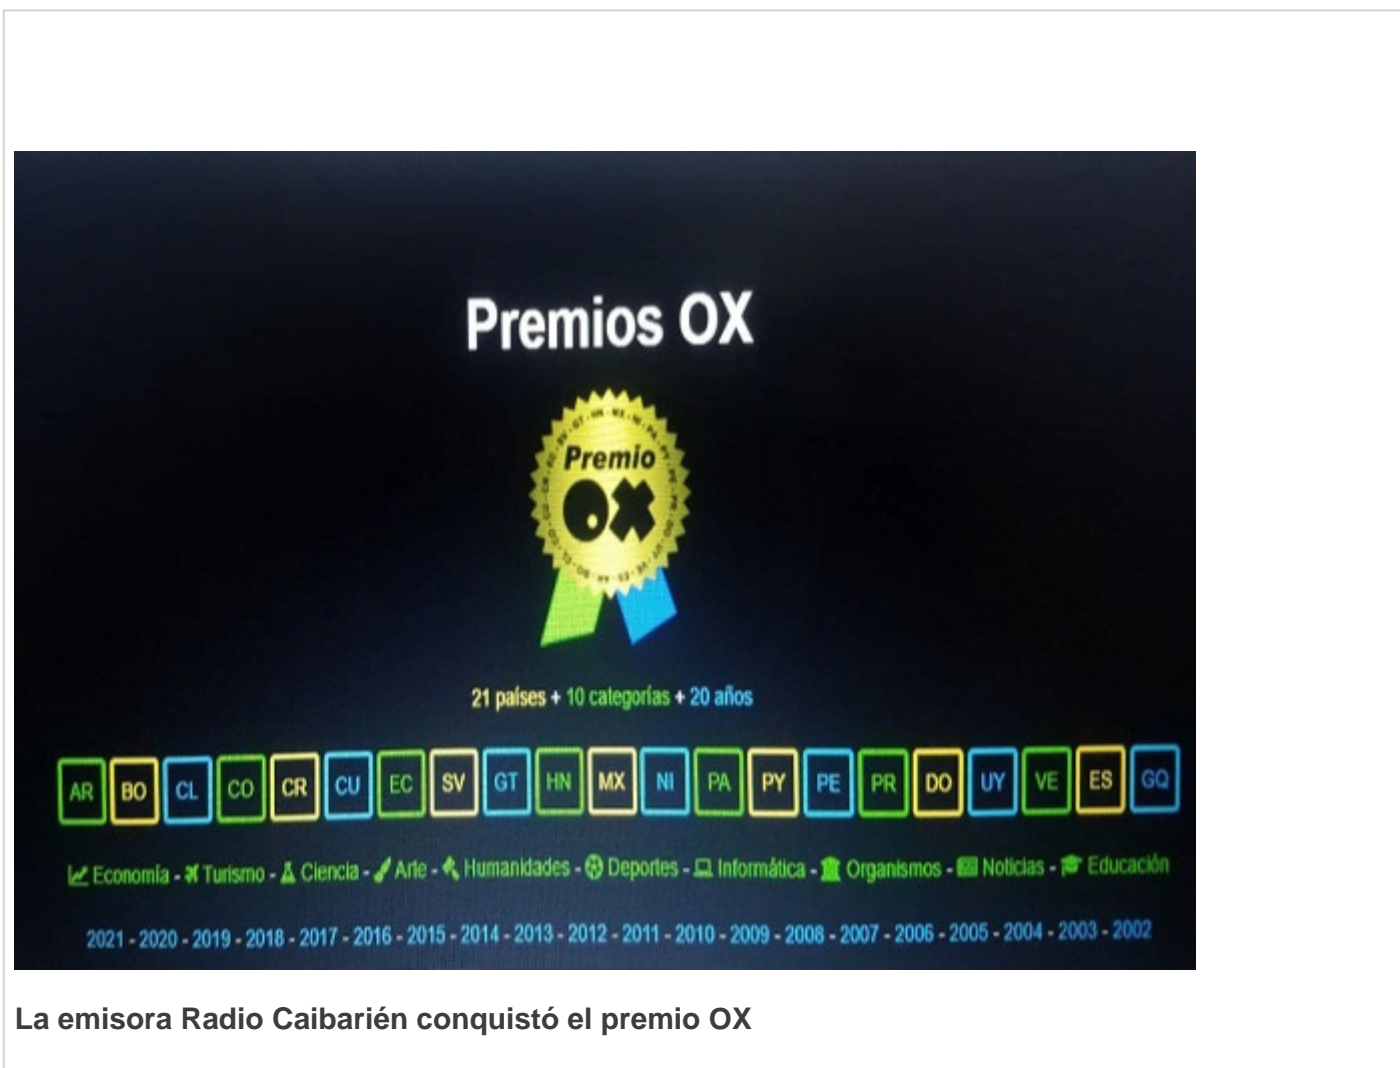 Premios OX
Premio
OX
21 países + 10 categorías + 20 años
AR BO CL CO CR CU EC SV GT HN MX NI PA PY PE PR DO UY VE ES GQ
Economía - Turismo - Ciencia - Arte - Humanidades - Deportes - Informática - Organismos - Noticias - Educación
2021 - 2020 - 2019 - 2018 - 2017 - 2016 - 2015 - 2014 - 2013 - 2012 - 2011 - 2010 - 2009 - 2008 - 2007 - 2006 - 2005 - 2004 - 2003 - 2002
La emisora Radio Caibarién conquistó el premio OX